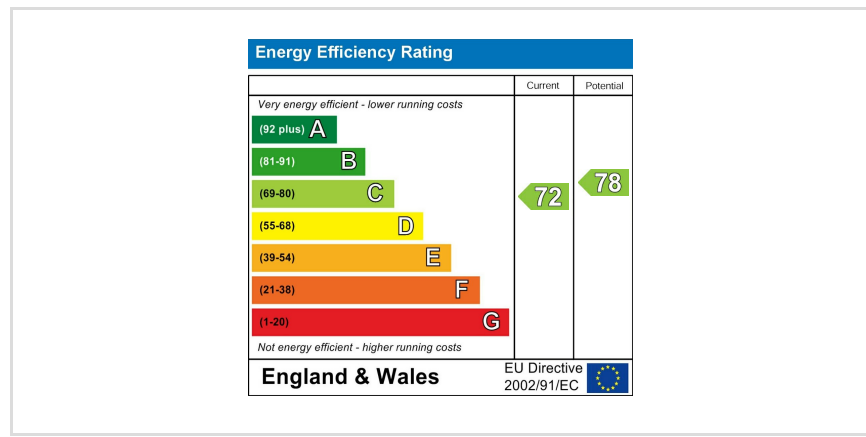 Energy Efficiency Rating
Current Potential
Very energy efficient - lower running costs
(92 plus) A
(81-91) B
(69-80) C
72 78
(55-68) D
(39-54) E
(21-38) F
(1-20) G
Not energy efficient - higher running costs
England & Wales
EU Directive
2002/91/EC